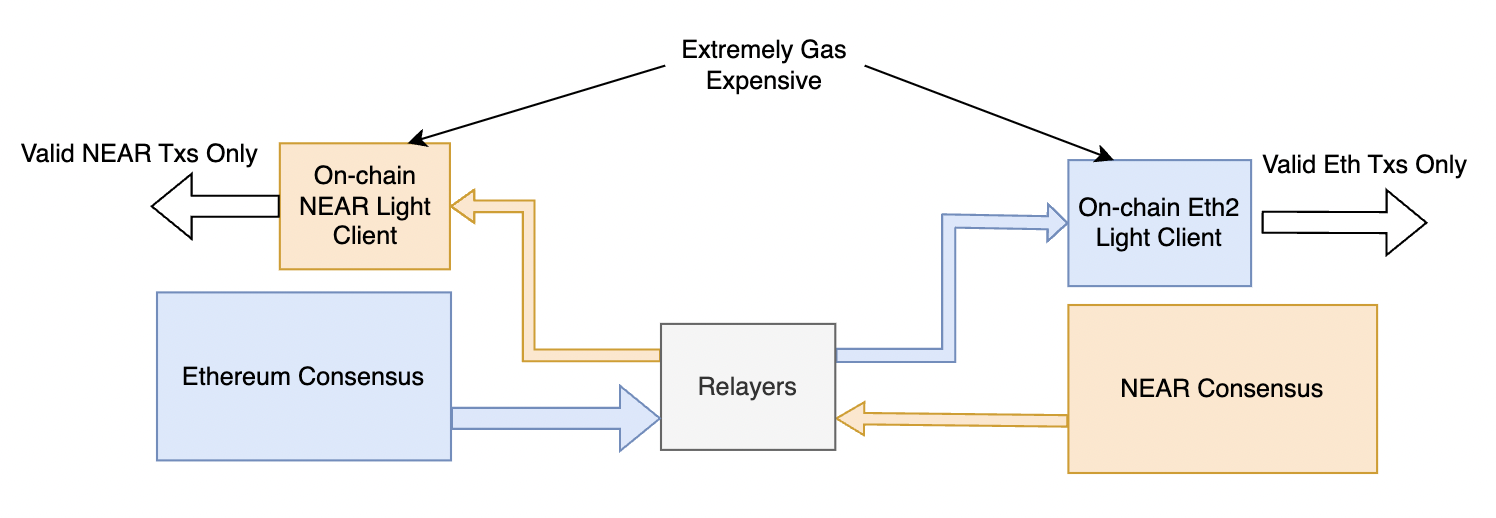 Extremely Gas
Expensive
Valid NEAR Txs Only
On-chain
NEAR Light
Client
Valid Eth Txs Only
On-chain Eth2
Light Client
Ethereum Consensus
Relayers
NEAR Consensus